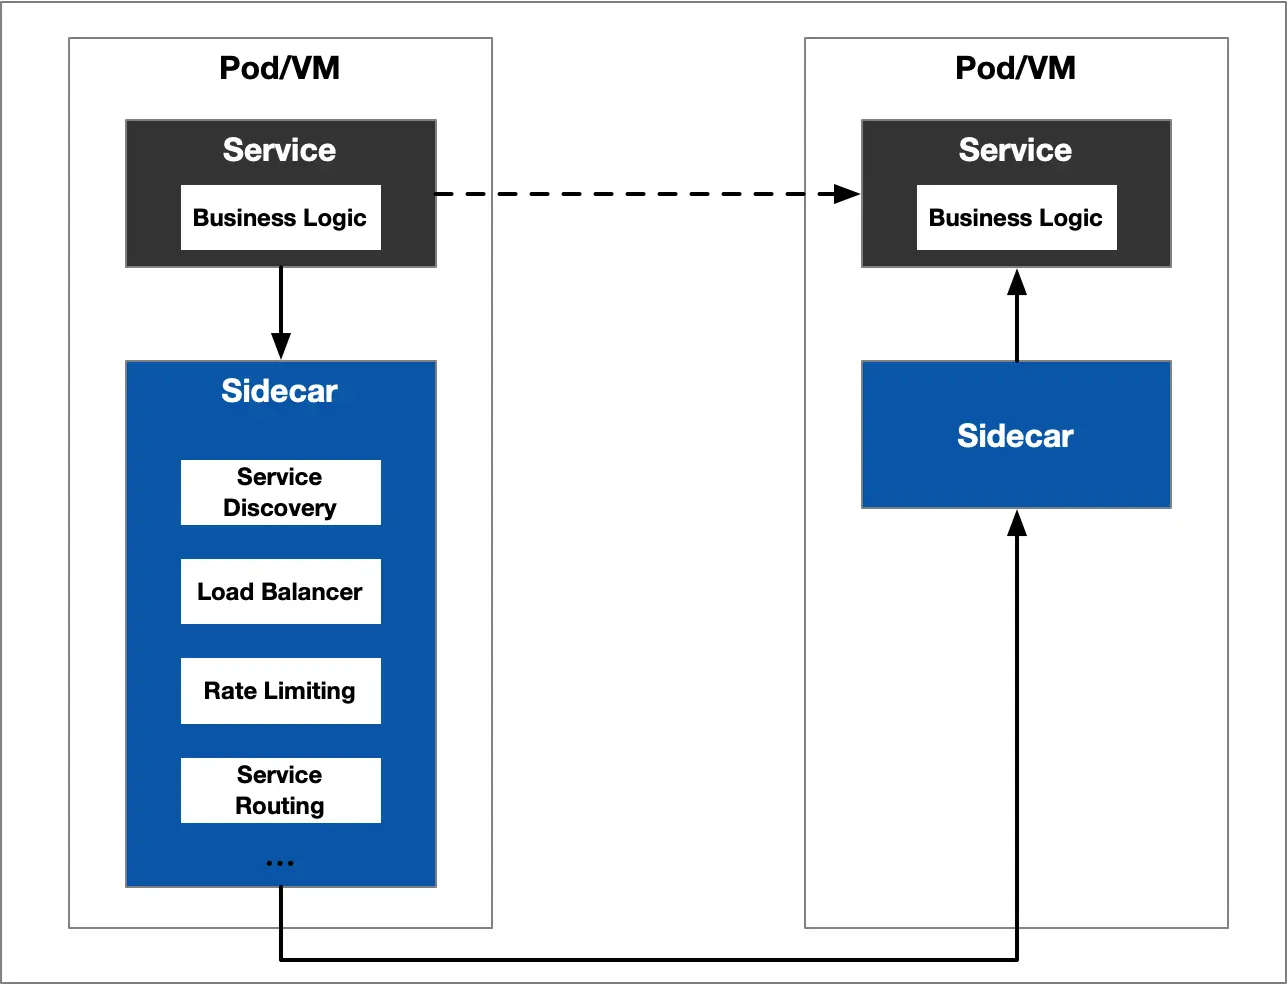 Pod/VM
Service
Business Logic
Sidecar
Service
Discovery
Load Balancer
Rate Limiting
Service
Routing
...
Pod/VM
Service
Business Logic
Sidecar